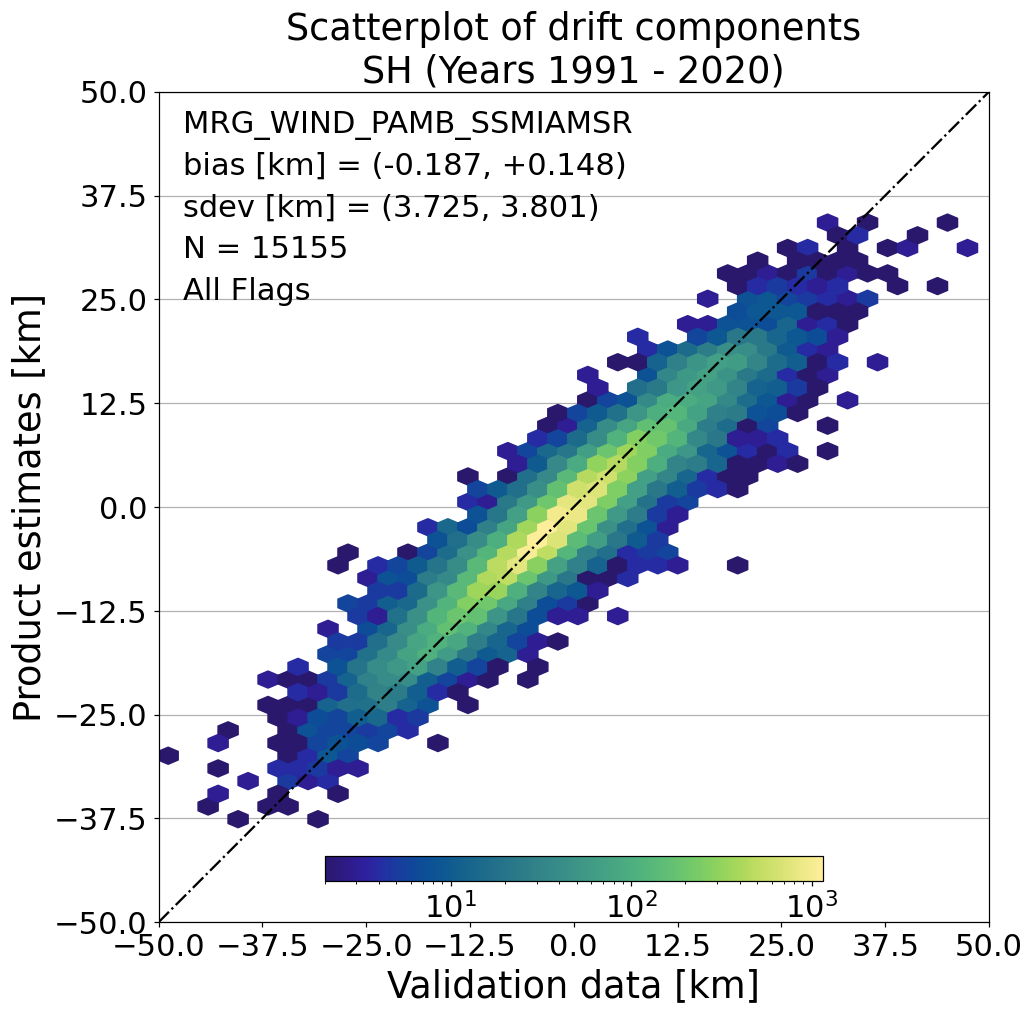 Scatterplot of drift components
SH (Years 1991 - 2020)
50.0
37.5
25.0
12.5
0.0
−12.5
−25.0
−37.5
−50.0
Product estimates [km]
MRG_WIND_PAMB_SSMIAMSR
bias [km] = (-0.187, +0.148)
sdev [km] = (3.725, 3.801)
N = 15155
All Flags
10¹ 10² 10³
−50.0 −37.5 −25.0 −12.5 0.0 12.5 25.0 37.5 50.0
Validation data [km]